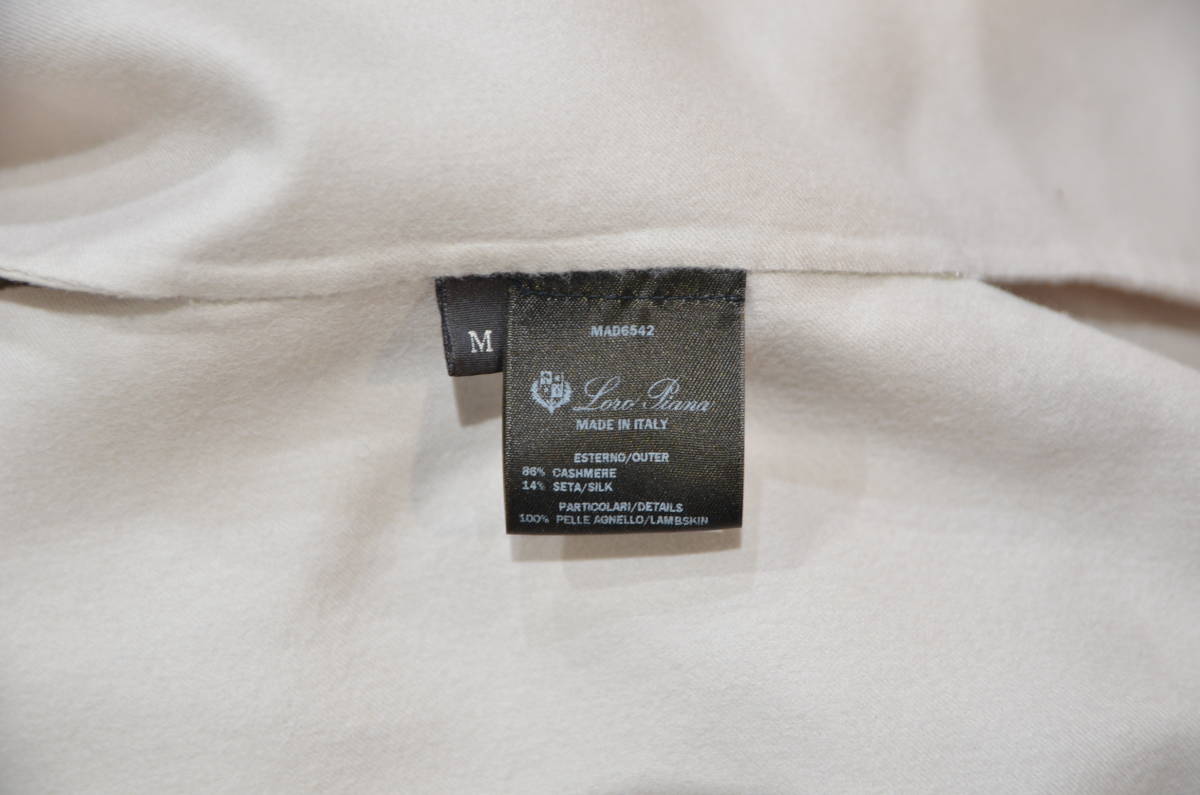 M
MAD6542
Loro Piana
MADE IN ITALY
ESTERNO/OUTER
86% CASHMERE
14% SETA/SILK
PARTICOLARI/DETAILS
100% PELLE AGNELLO/LAMBSKIN